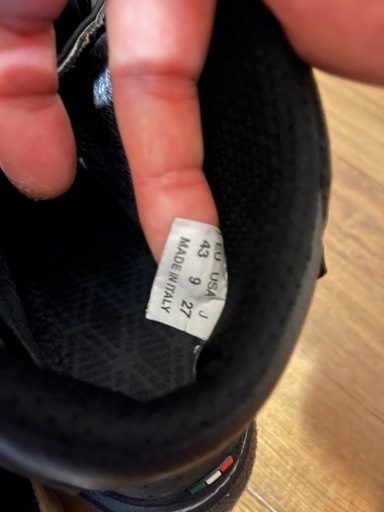 EU USA J
43 9 27
MADE IN ITALY